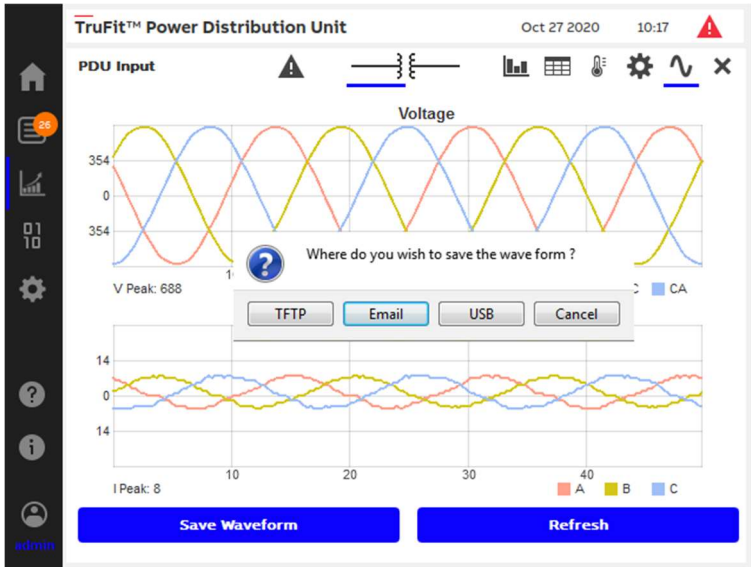 TruFit™ Power Distribution Unit
Oct 27 2020
10:17
PDU Input
26
Voltage
354
0
354
Where do you wish to save the wave form ?
V Peak: 688
CA
TFTP
Email
USB
Cancel
14
0
14
10
20
30
40
I Peak: 8
A
B
C
Save Waveform
Refresh
admin